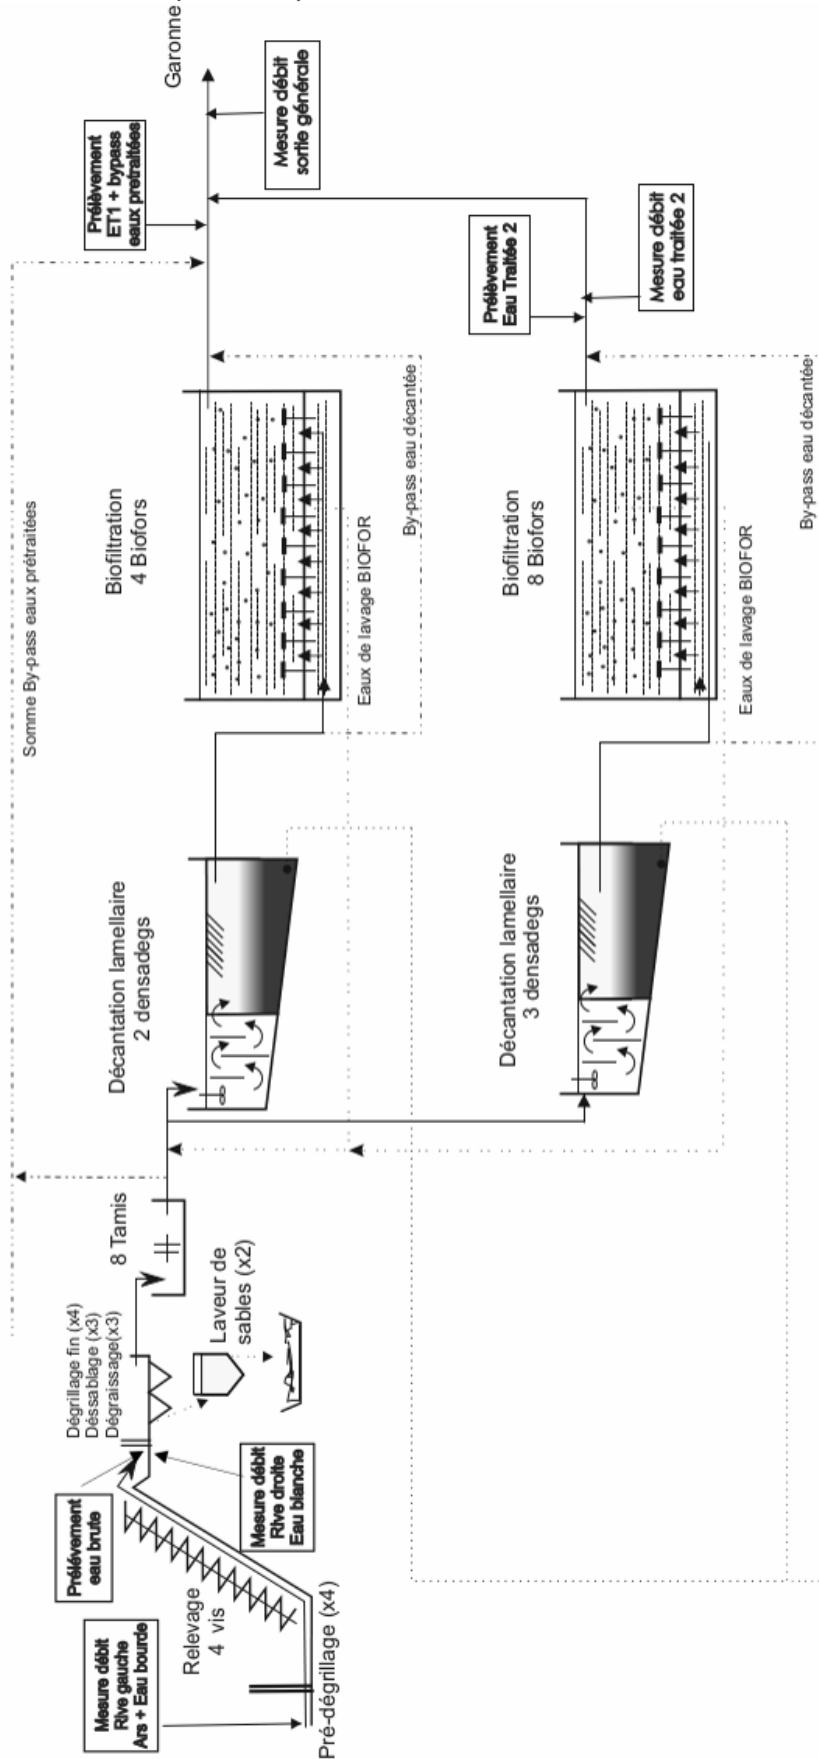 Mesure débit
Rive gauche
Ars + Eau bourde
Pré-dégrillage (x4)
Relevage
4 vis
Prélévement
eau brute
Mesure débit
Rive droite
Eau blanche
Dégrillage fin (x4)
Déssablage (x3)
Dégraissage(x3)
Laveur de
sables (x2)
8 Tamis
Somme By-pass eaux prétraitées
Décantation lamellaire
2 densadegs
Biofiltration
4 Biofors
Eaux de lavage BIOFOR
By-pass eau décantée
Prélèvement
ET1 + bypass
eaux pretraitées
Garonne
Mesure débit
sortie générale
Décantation lamellaire
3 densadegs
Biofiltration
8 Biofors
Eaux de lavage BIOFOR
By-pass eau décantée
Prélévement
Eau Traitée 2
Mesure débit
eau traitée 2